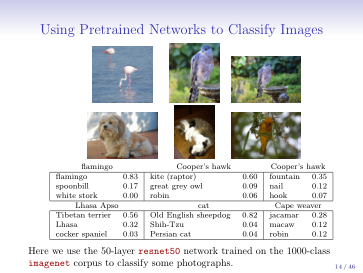 Using Pretrained Networks to Classify Images
flamingo Cooper's hawk Cooper's hawk
flamingo 0.83 kite (raptor) 0.60 fountain 0.35
spoonbill 0.17 great grey owl 0.09 nail 0.12
white stork 0.00 robin 0.06 hook 0.07
Lhasa Apso cat Cape weaver
Tibetan terrier 0.56 Old English sheepdog 0.82 jacamar 0.28
Lhasa 0.32 Shih-Tzu 0.04 macaw 0.12
cocker spaniel 0.03 Persian cat 0.04 robin 0.12
Here we use the 50-layer resnet50 network trained on the 1000-class
imagenet corpus to classify some photographs.
14 / 46